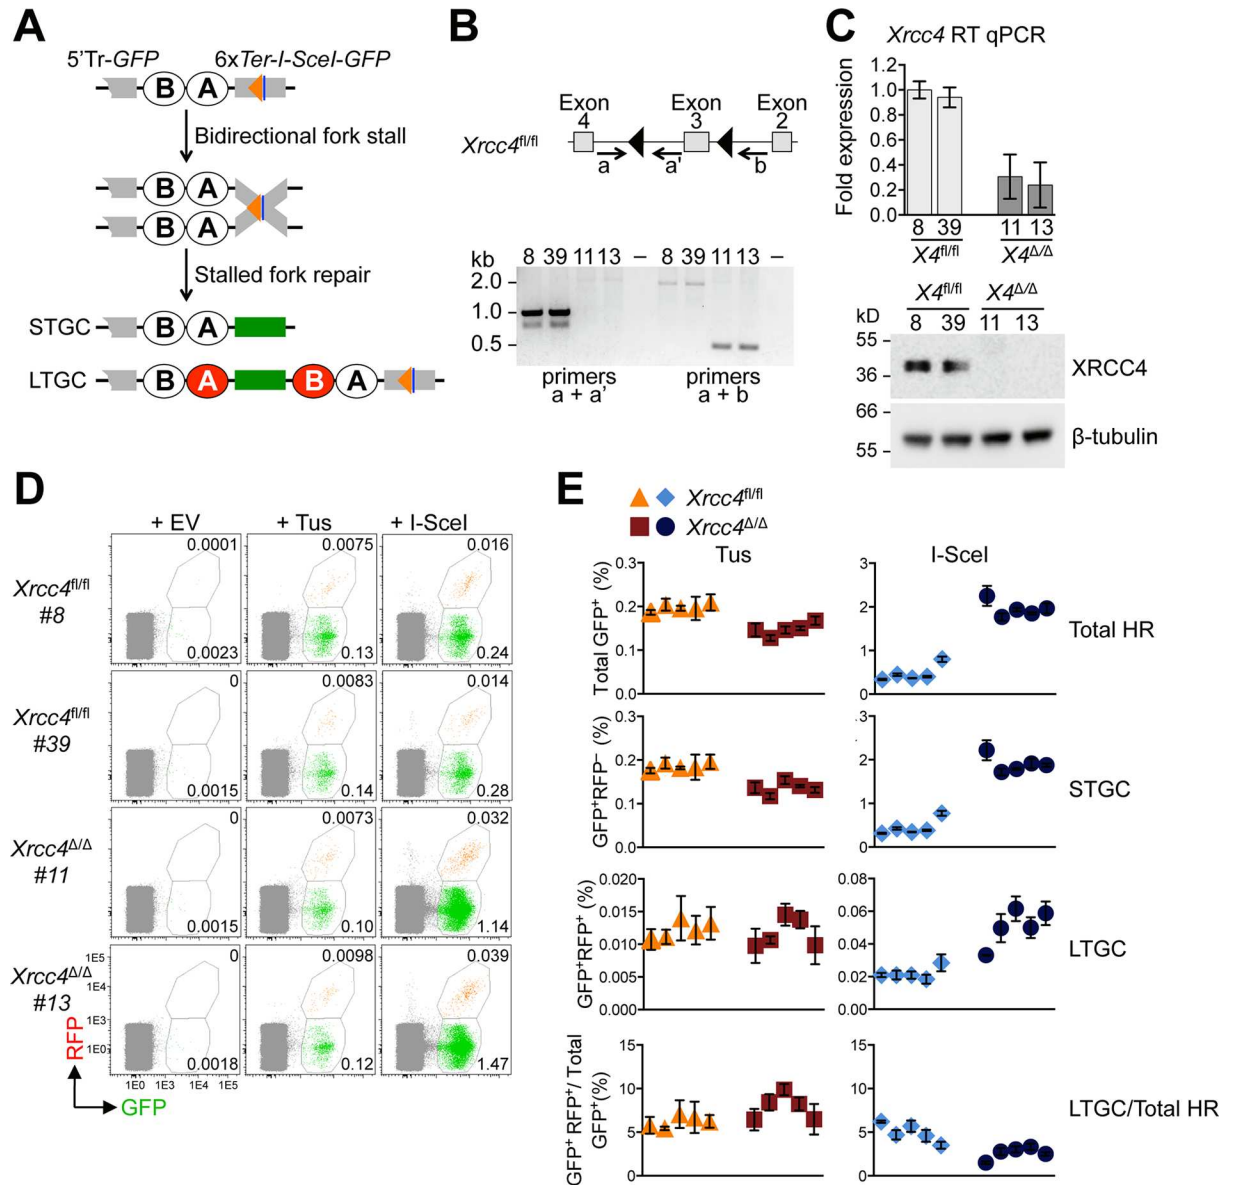 A
5'Tr-GFP 6xTer-I-SceI-GFP
B A
Bidirectional fork stall
B A
B A
Stalled fork repair
STGC B A
LTGC B A B A
B
Exon 4 Exon 3 Exon 2
Xrcc4fl/fl
a a' b
kb 8 39 11 13 – 8 39 11 13 –
2.0
1.0
0.5
primers a + a'
primers a + b
C
Xrcc4 RT qPCR
Fold expression
1.2
1.0
0.8
0.6
0.4
0.2
0.0
8 39 11 13
X4fl/fl X4Δ/Δ
X4fl/fl X4Δ/Δ
kD 8 39 11 13
55
36
XRCC4
66
55
β-tubulin
D
+ EV + Tus + I-SceI
Xrcc4fl/fl #8
0.0001 0.0075 0.016
0.0023 0.13 0.24
Xrcc4fl/fl #39
0 0.0083 0.014
0.0015 0.14 0.28
Xrcc4Δ/Δ #11
0 0.0073 0.032
0.0015 0.10 1.14
Xrcc4Δ/Δ #13
0 0.0098 0.039
0.0018 0.12 1.47
1E5
1E4
1E3
1E0
1E0 1E3 1E4 1E5
RFP
GFP
E
Xrcc4fl/fl
Xrcc4Δ/Δ
Tus I-SceI
Total GFP+ (%)
0.3
0.2
0.1
0.0
3
2
1
0
Total HR
GFP+RFP– (%)
0.3
0.2
0.1
0.0
3
2
1
0
STGC
GFP+RFP+ (%)
0.020
0.015
0.010
0.005
0.000
0.08
0.06
0.04
0.02
0.00
LTGC
GFP+ RFP+/ Total
GFP+(%)
15
10
5
0
15
10
5
0
LTGC/Total HR